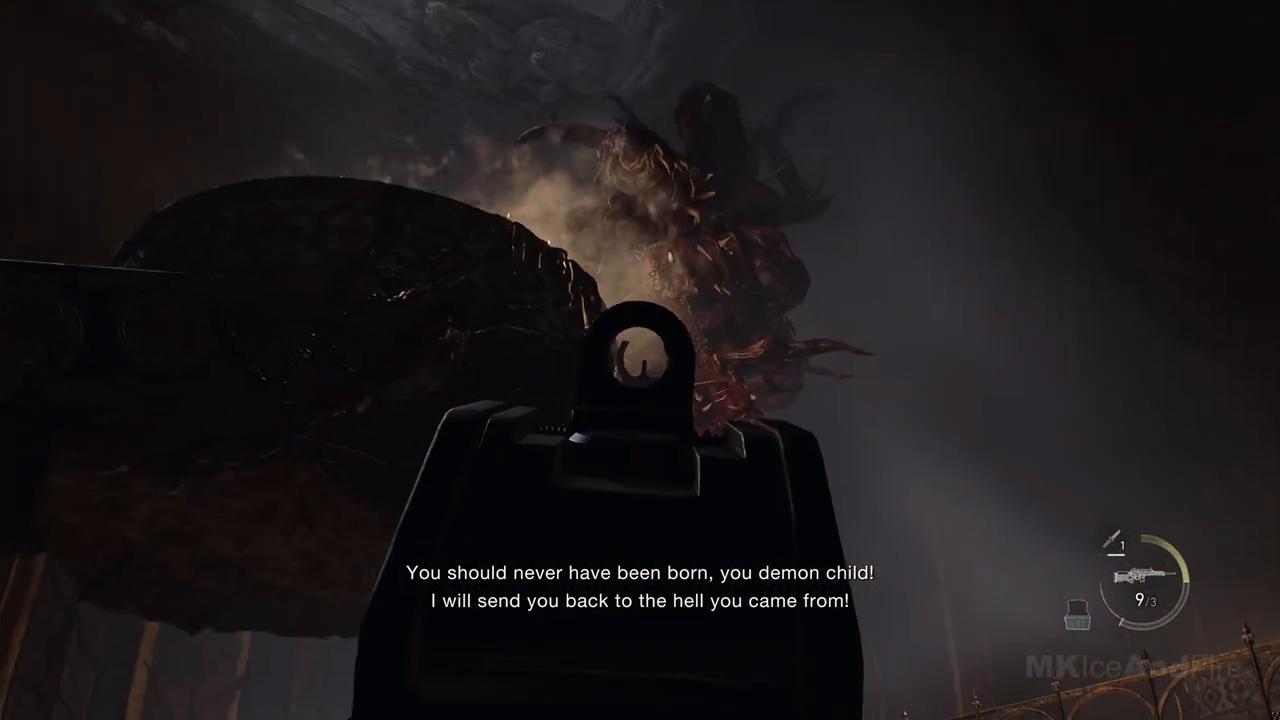 You should never have been born, you demon child!
I will send you back to the hell you came from!
1
9/3
MKIceAndFire